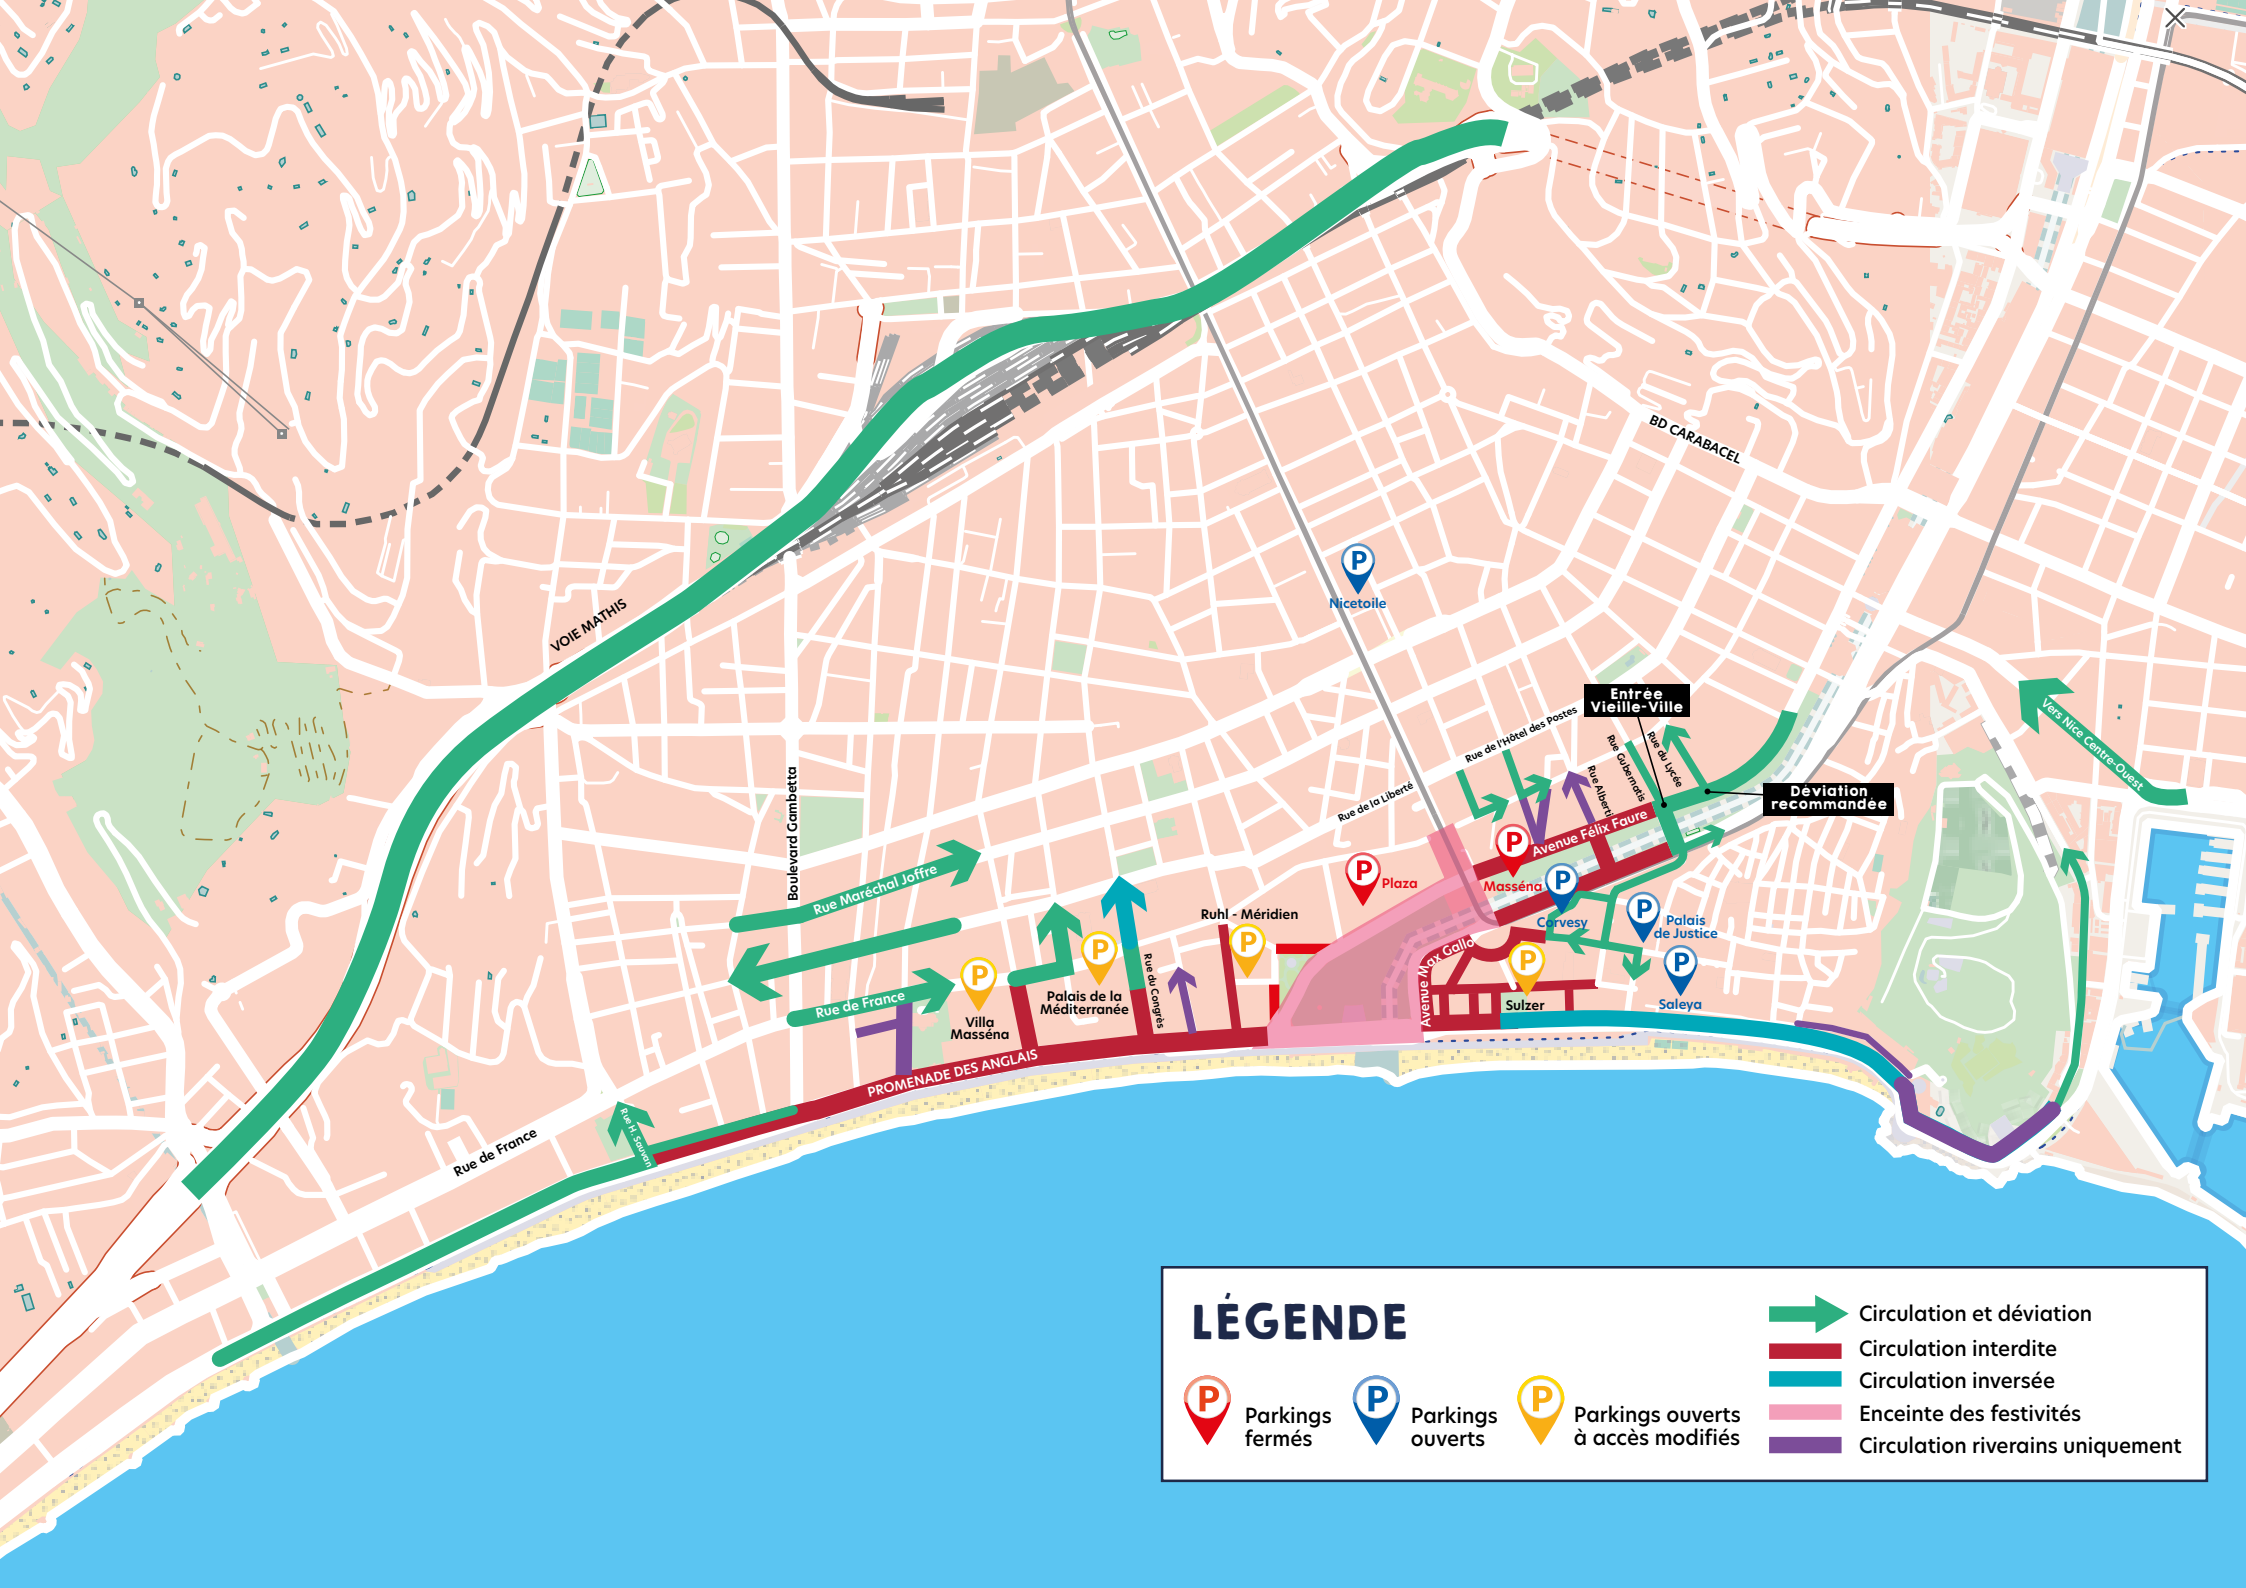 BD CARABACEL
P
Nicetoile
VOIE MATHIS
Entrée
Vieille-Ville
Vers Nice Centre-Ouest
Rue de l'Hôtel des Postes
Rue Gubernatis
Rue du Lycée
Rue Alberti
Déviation
recommandée
Rue de la Liberté
Boulevard Gambetta
Avenue Félix Faure
P
Masséna
P
Plaza
P
Corvesy
P
Palais
de Justice
Rue Maréchal Joffre
Ruhl - Méridien
P
P
Palais de la
Méditerranée
Rue du Congrès
Avenue Max Gallo
P
Sulzer
P
Saleya
P
Villa
Masséna
Rue de France
PROMENADE DES ANGLAIS
Rue H. Sauvan
Rue de France
LÉGENDE
P
Parkings
fermés
P
Parkings
ouverts
P
Parkings ouverts
à accès modifiés
Circulation et déviation
Circulation interdite
Circulation inversée
Enceinte des festivités
Circulation riverains uniquement